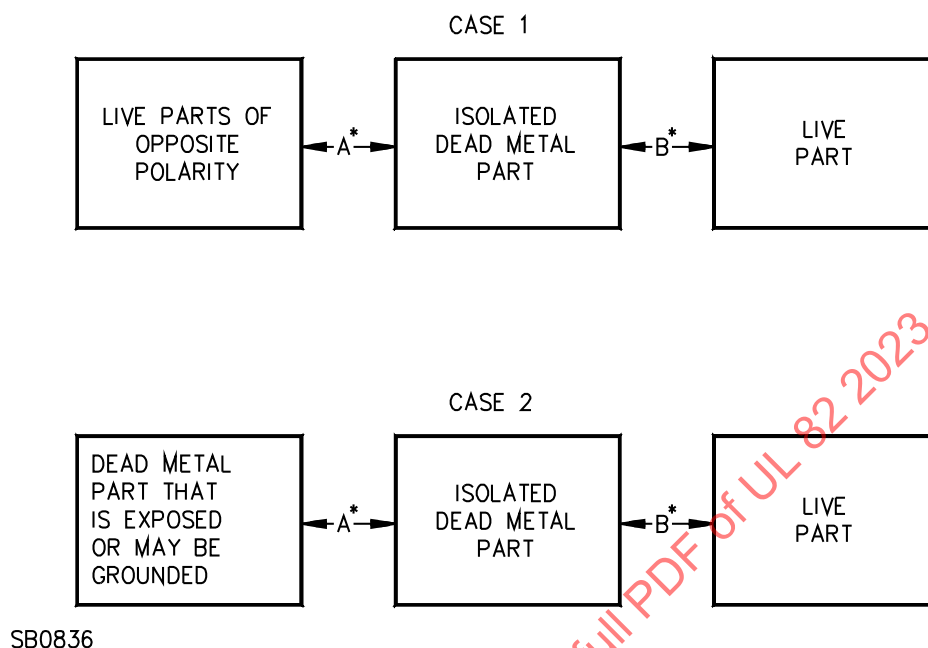 CASE 1
LIVE PARTS OF
OPPOSITE
POLARITY
A*
ISOLATED
DEAD METAL
PART
B*
LIVE
PART
CASE 2
DEAD METAL
PART THAT
IS EXPOSED
OR MAY BE
GROUNDED
A*
ISOLATED
DEAD METAL
PART
B*
LIVE
PART
SB0836
full PDF of UL 82 2023